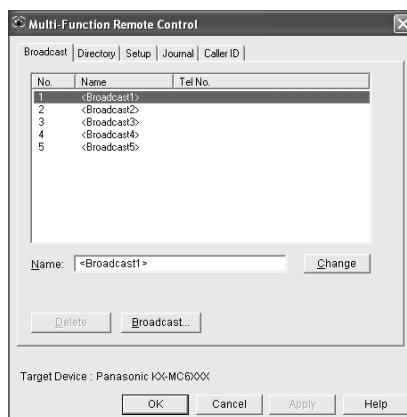 Multi-Function Remote Control
Broadcast Directory Setup Journal Caller ID
No. Name Tel No.
1 <Broadcast1>
2 <Broadcast2>
3 <Broadcast3>
4 <Broadcast4>
5 <Broadcast5>
Name: <Broadcast1> Change
Delete Broadcast...
Target Device : Panasonic KX-MC6XXX
OK Cancel Apply Help